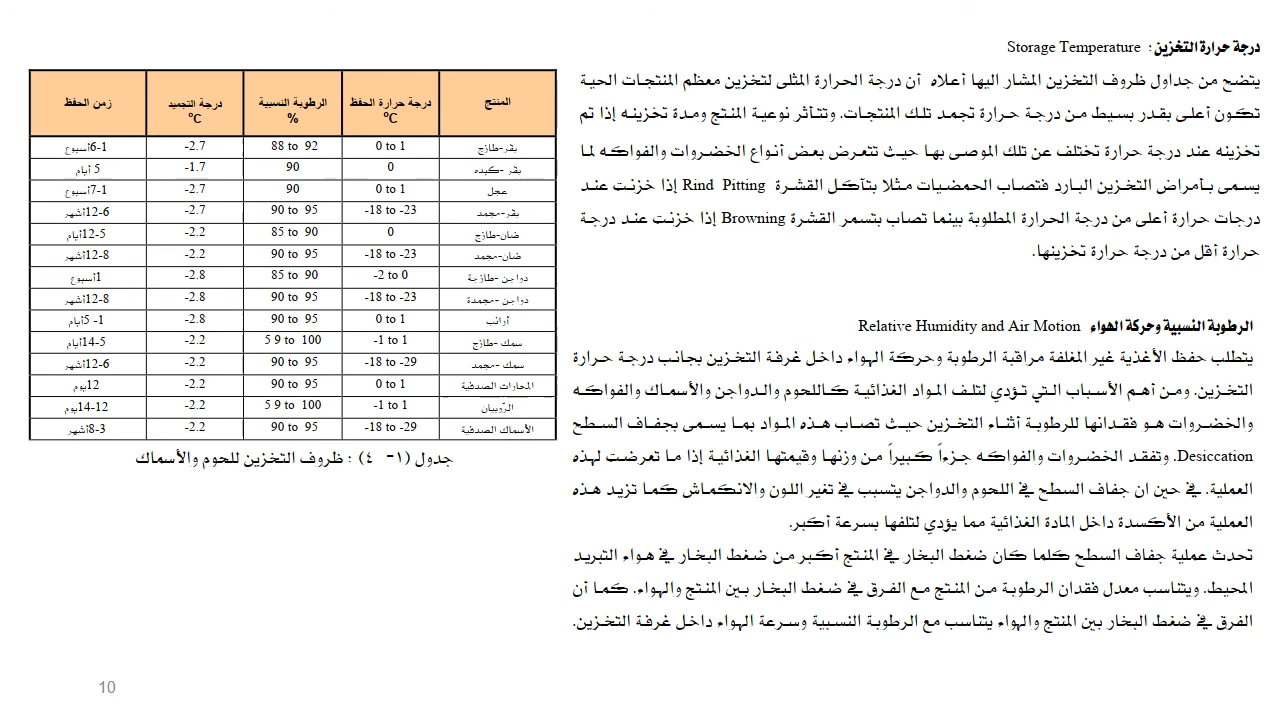 درجة حرارة التخزين : Storage Temperature
يتضح من جداول ظروف التخزين المشار اليها أعلاه أن درجة الحرارة المثلى لتخزين معظم المنتجات الحية
تكون أعلى بقدر بسيط من درجة حرارة تجمد تلك المنتجات. وتتأثر نوعية المنتج ومدة تخزينه إذا تم
تخزينه عند درجة حرارة تختلف عن تلك الموصى بها حيث تتعرض بعض أنواع الخضروات والفواكه لما
يسمى بأمراض التخزين البارد فتصاب الحمضيات مثلا بتآكل القشرة Rind Pitting إذا خزنت عند
درجات حرارة أعلى من درجة الحرارة المطلوبة بينما تصاب بتسمر القشرة Browning إذا خزنت عند درجة
حرارة أقل من درجة حرارة تخزينها.
الرطوبة النسبية وحركة الهواء Relative Humidity and Air Motion
يتطلب حفظ الأغذية غير المغلفة مراقبة الرطوبة وحركة الهواء داخل غرفة التخزين بجانب درجة حرارة
التخزين. ومن أهم الأسباب التي تؤدي لتلف المواد الغذائية كاللحوم والدواجن والأسماك والفواكه
والخضروات هو فقدانها للرطوبة أثناء التخزين حيث تصاب هذه المواد بما يسمى بجفاف السطح
Desiccation. وتفقد الخضروات والفواكه جزءاً كبيراً من وزنها وقيمتها الغذائية إذا ما تعرضت لهذه
العملية. في حين ان جفاف السطح في اللحوم والدواجن يتسبب في تغير اللون والانكماش كما تزيد هذه
العملية من الأكسدة داخل المادة الغذائية مما يؤدي لتلفها بسرعة أكبر.
تحدث عملية جفاف السطح كلما كان ضغط البخار في المنتج أكبر من ضغط البخار في هواء التبريد
المحيط. ويتناسب معدل فقدان الرطوبة من المنتج مع الفرق في ضغط البخار بين المنتج والهواء. كما أن
الفرق في ضغط البخار بين المنتج والهواء يتناسب مع الرطوبة النسبية وسرعة الهواء داخل غرفة التخزين.
المنتج درجة حرارة الحفظ °C الرطوبة النسبية % درجة التجميد °C زمن الحفظ
بقر-طازج 0 to 1 88 to 92 -2.7 1-6أسبوع
بقر-كبده 0 90 -1.7 5 أيام
عجل 0 to 1 90 -2.7 1-7أسبوع
بقر-مجمد -18 to -23 90 to 95 -2.7 6-12أشهر
ضان-طازج 0 85 to 90 -2.2 5-12أيام
ضان-مجمد -18 to -23 90 to 95 -2.2 8-12أشهر
دواجن -طازجة -2 to 0 85 to 90 -2.8 1أسبوع
دواجن -مجمدة -18 to -23 90 to 95 -2.8 8-12أشهر
أرانب 0 to 1 90 to 95 -2.8 1- 5أيام
سمك -طازج -1 to 1 5 9 to 100 -2.2 5-14أيام
سمك -مجمد -18 to -29 90 to 95 -2.2 6-12أشهر
المحارات الصدفية 0 to 1 90 to 95 -2.2 12يوم
الروبيان -1 to 1 5 9 to 100 -2.2 12-14يوم
الأسماك الصدفية -18 to -29 90 to 95 -2.2 3-8أشهر
جدول (١- ٤) : ظروف التخزين للحوم والأسماك
10